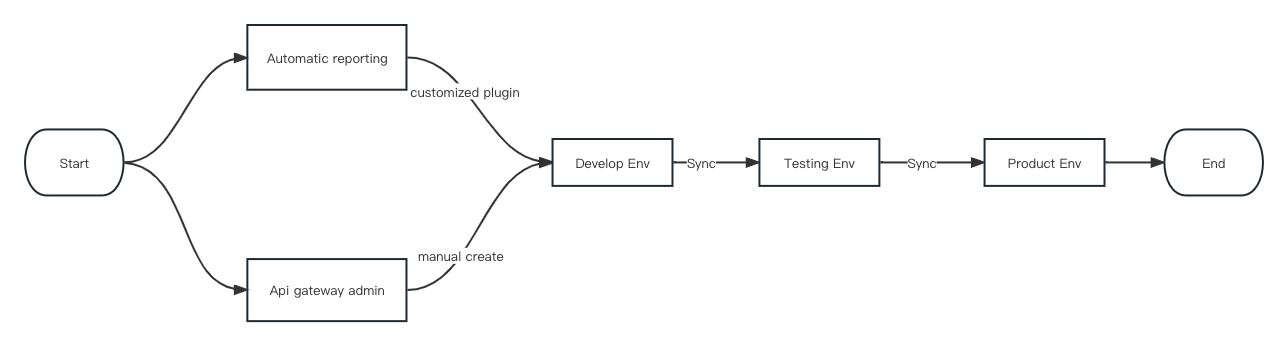 Automatic reporting
customized plugin
Start
Develop Env
Sync
Testing Env
Sync
Product Env
End
manual create
Api gateway admin